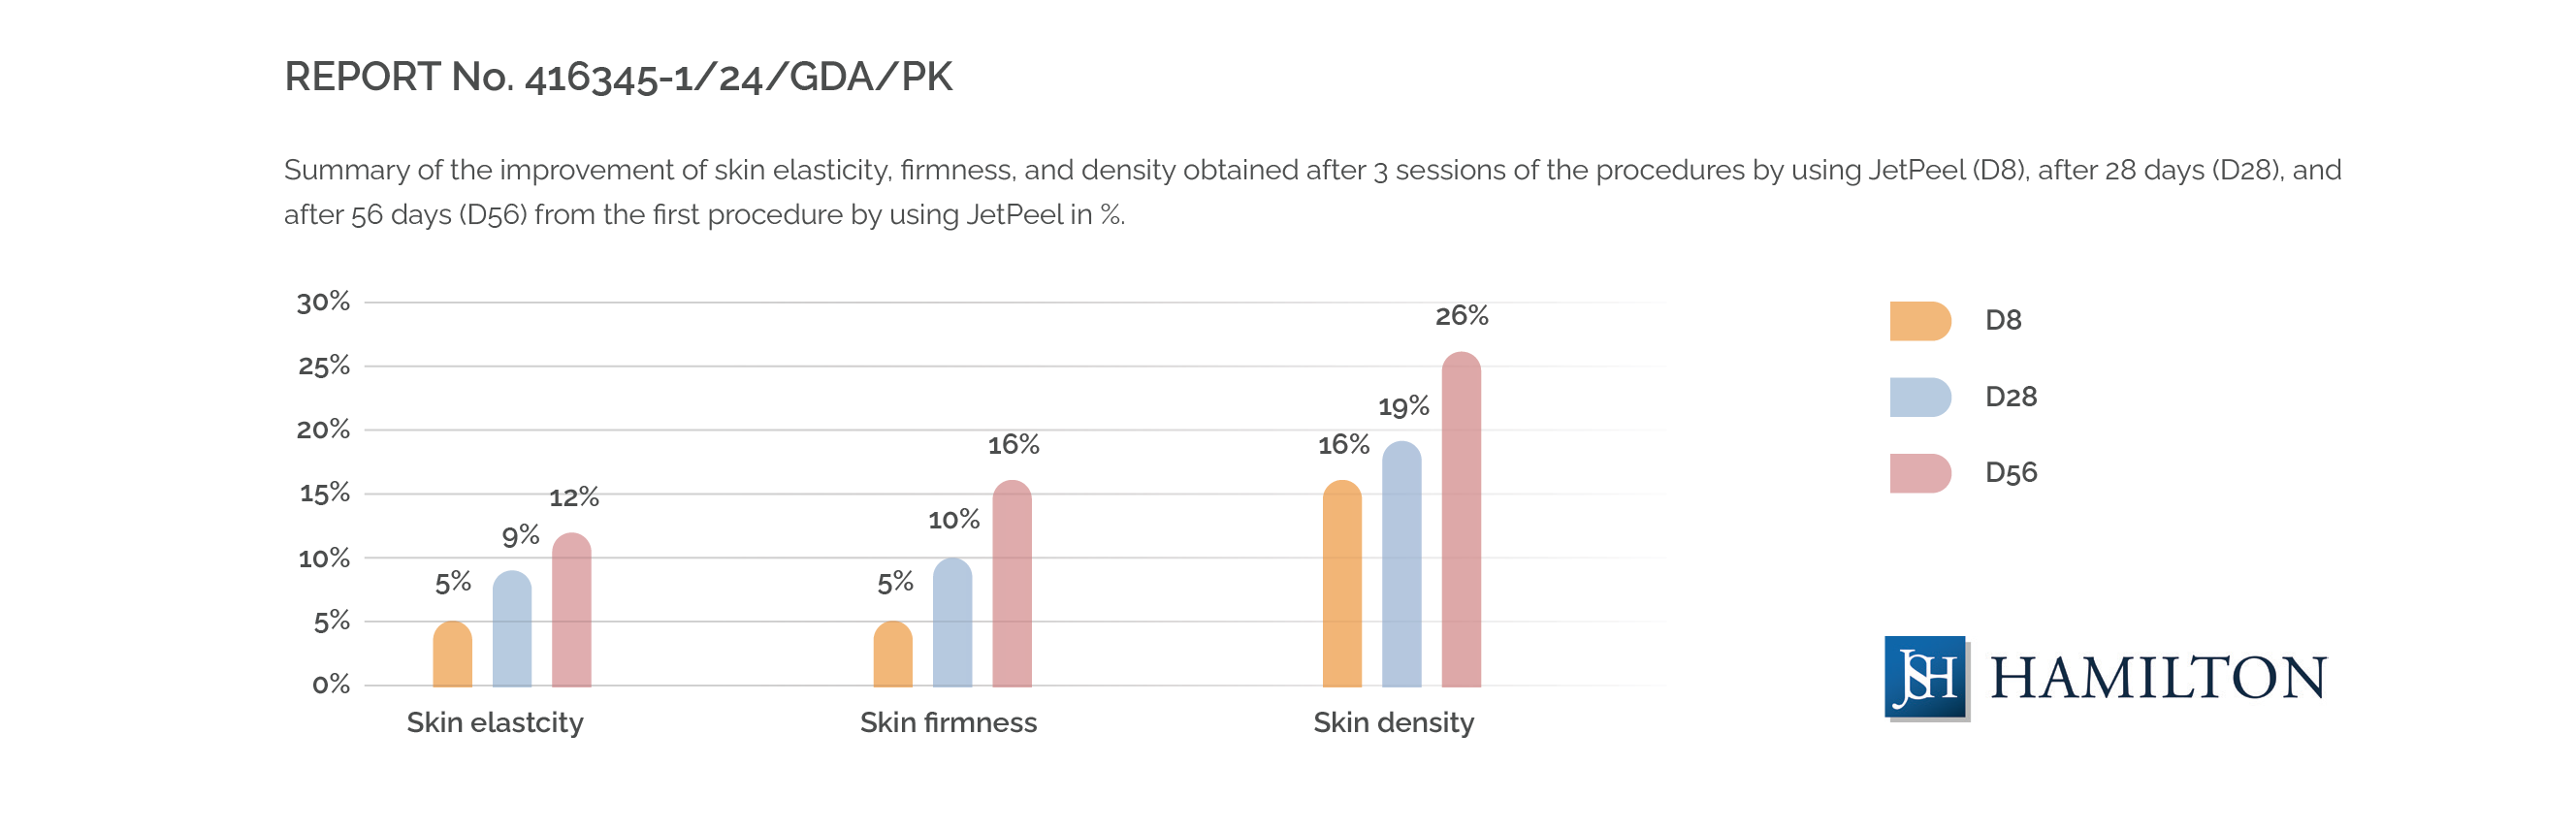 REPORT No. 416345-1/24/GDA/PK
Summary of the improvement of skin elasticity, firmness, and density obtained after 3 sessions of the procedures by using JetPeel (D8), after 28 days (D28), and
after 56 days (D56) from the first procedure by using JetPeel in %.
30%
25%
20%
15%
10%
5%
0%
5%
9%
12%
5%
10%
16%
16%
19%
26%
Skin elastcity
Skin firmness
Skin density
D8
D28
D56
JSH HAMILTON